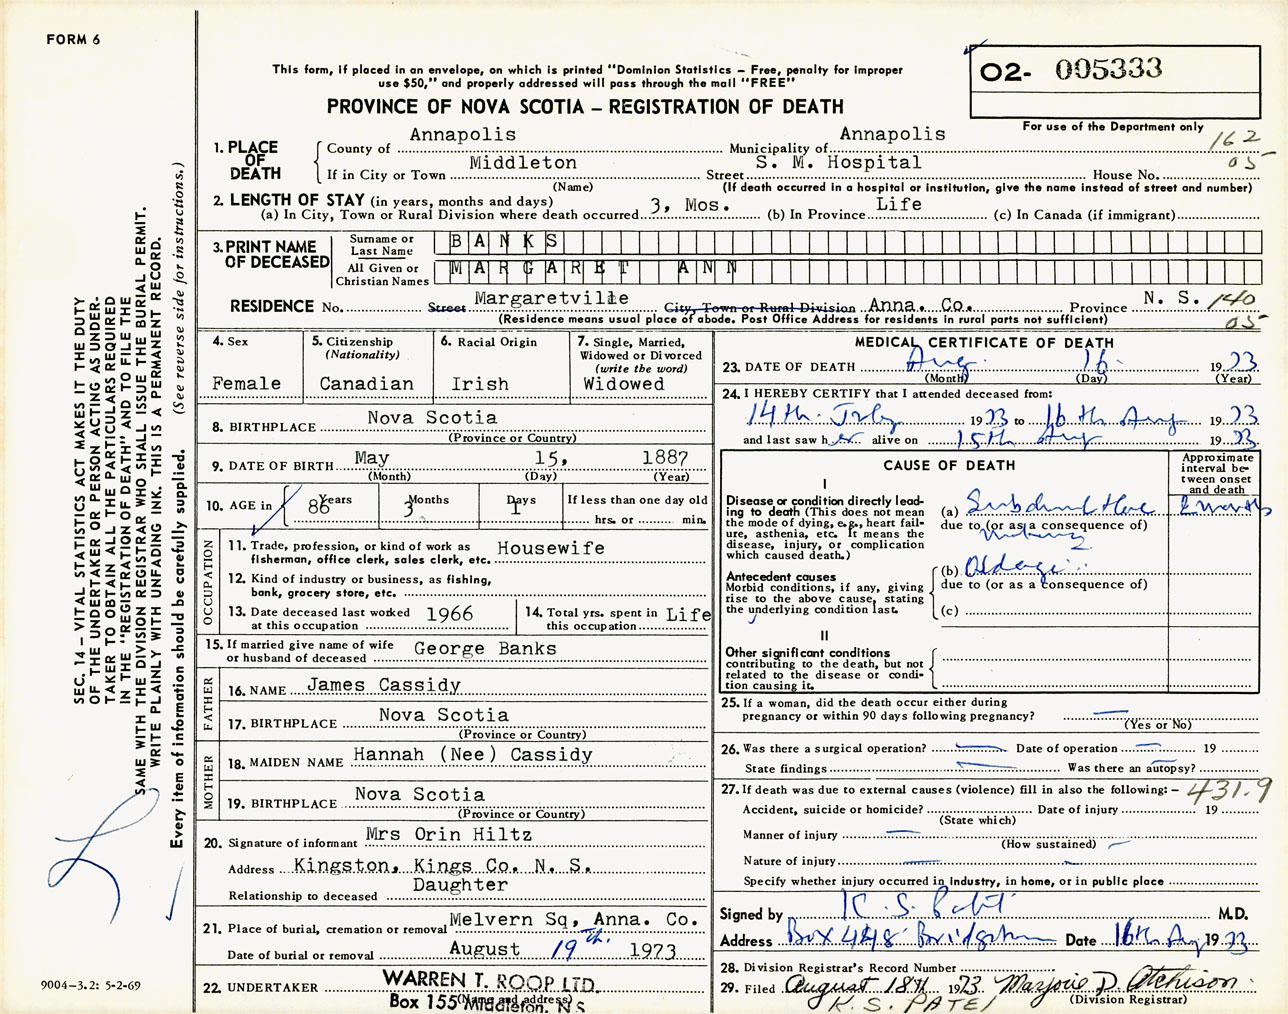 FORM 6
This form, if placed in an envelope, on which is printed "Dominion Statistics – Free, penalty for improper
use $50," and properly addressed will pass through the mail "FREE"
PROVINCE OF NOVA SCOTIA – REGISTRATION OF DEATH
O2- 005333
For use of the Department only
162
05
1. PLACE OF DEATH
County of Annapolis Municipality of Annapolis
If in City or Town Middleton Street S. M. Hospital House No.
(Name) (If death occurred in a hospital or institution, give the name instead of street and number)
2. LENGTH OF STAY (in years, months and days)
(a) In City, Town or Rural Division where death occurred 3, Mos. (b) In Province Life (c) In Canada (if immigrant)
3. PRINT NAME OF DECEASED
Surname or Last Name BANKS
All Given or Christian Names MARGARET ANN
RESIDENCE No. Street Margaretville City, Town or Rural Division Anna. Co. Province N. S. 140
(Residence means usual place of abode. Post Office Address for residents in rural parts not sufficient) 05
4. Sex
Female
5. Citizenship
(Nationality)
Canadian
6. Racial Origin
Irish
7. Single, Married,
Widowed or Divorced
(write the word)
Widowed
8. BIRTHPLACE Nova Scotia
(Province or Country)
9. DATE OF BIRTH May 15, 1887
(Month) (Day) (Year)
10. AGE in Years 86 Months 3 Days 1 If less than one day old
hrs. or min.
OCCUPATION
11. Trade, profession, or kind of work as
fisherman, office clerk, sales clerk, etc. Housewife
12. Kind of industry or business, as fishing,
bank, grocery store, etc.
13. Date deceased last worked
at this occupation 1966
14. Total yrs. spent in
this occupation Life
15. If married give name of wife
or husband of deceased George Banks
FATHER
16. NAME James Cassidy
17. BIRTHPLACE Nova Scotia
(Province or Country)
MOTHER
18. MAIDEN NAME Hannah (Nee) Cassidy
19. BIRTHPLACE Nova Scotia
(Province or Country)
20. Signature of informant Mrs Orin Hiltz
Address Kingston, Kings Co. N. S.
Relationship to deceased Daughter
21. Place of burial, cremation or removal Melvern Sq, Anna. Co.
Date of burial or removal August 19th. 1973
22. UNDERTAKER WARREN T. ROOP LTD.
(Name and address)
Box 155 Middleton, N.S
MEDICAL CERTIFICATE OF DEATH
23. DATE OF DEATH Aug. 16 1973
(Month) (Day) (Year)
24. I HEREBY CERTIFY that I attended deceased from:
14th July 1973 to 16th Aug 1973
and last saw her alive on 15th Aug 1973
CAUSE OF DEATH
Approximate
interval be-
tween onset
and death
I
Disease or condition directly lead-
ing to death (This does not mean
the mode of dying, e.g., heart fail-
ure, asthenia, etc. It means the
disease, injury, or complication
which caused death.)
(a) Subdural
due to (or as a consequence of)
Antecedent causes
Morbid conditions, if any, giving
rise to the above cause, stating
the underlying condition last.
(b) Old age
due to (or as a consequence of)
(c)
II
Other significant conditions
contributing to the death, but not
related to the disease or condi-
tion causing it.
25. If a woman, did the death occur either during
pregnancy or within 90 days following pregnancy? —
(Yes or No)
26. Was there a surgical operation? — Date of operation — 19
State findings — Was there an autopsy? —
27. If death was due to external causes (violence) fill in also the following: – 431.9
Accident, suicide or homicide? Date of injury 19
(State which)
Manner of injury —
(How sustained)
Nature of injury —
Specify whether injury occurred in industry, in home, or in public place
Signed by K. S. Patel M.D.
Address Box 448 Bridgetown Date 16th Aug 1973
28. Division Registrar's Record Number
29. Filed August 18th 1973 Marjorie D. Atchison
(Division Registrar)
K. S. PATEL
SEC. 14 – VITAL STATISTICS ACT MAKES IT THE DUTY
OF THE UNDERTAKER OR PERSON ACTING AS UNDER-
TAKER TO OBTAIN ALL THE PARTICULARS REQUIRED
IN THE "REGISTRATION OF DEATH" AND TO FILE THE
SAME WITH THE DIVISION REGISTRAR WHO SHALL ISSUE THE BURIAL PERMIT.
WRITE PLAINLY WITH UNFADING INK. THIS IS A PERMANENT RECORD.
Every item of information should be carefully supplied. (See reverse side for instructions.)
9004-3.2: 5-2-69